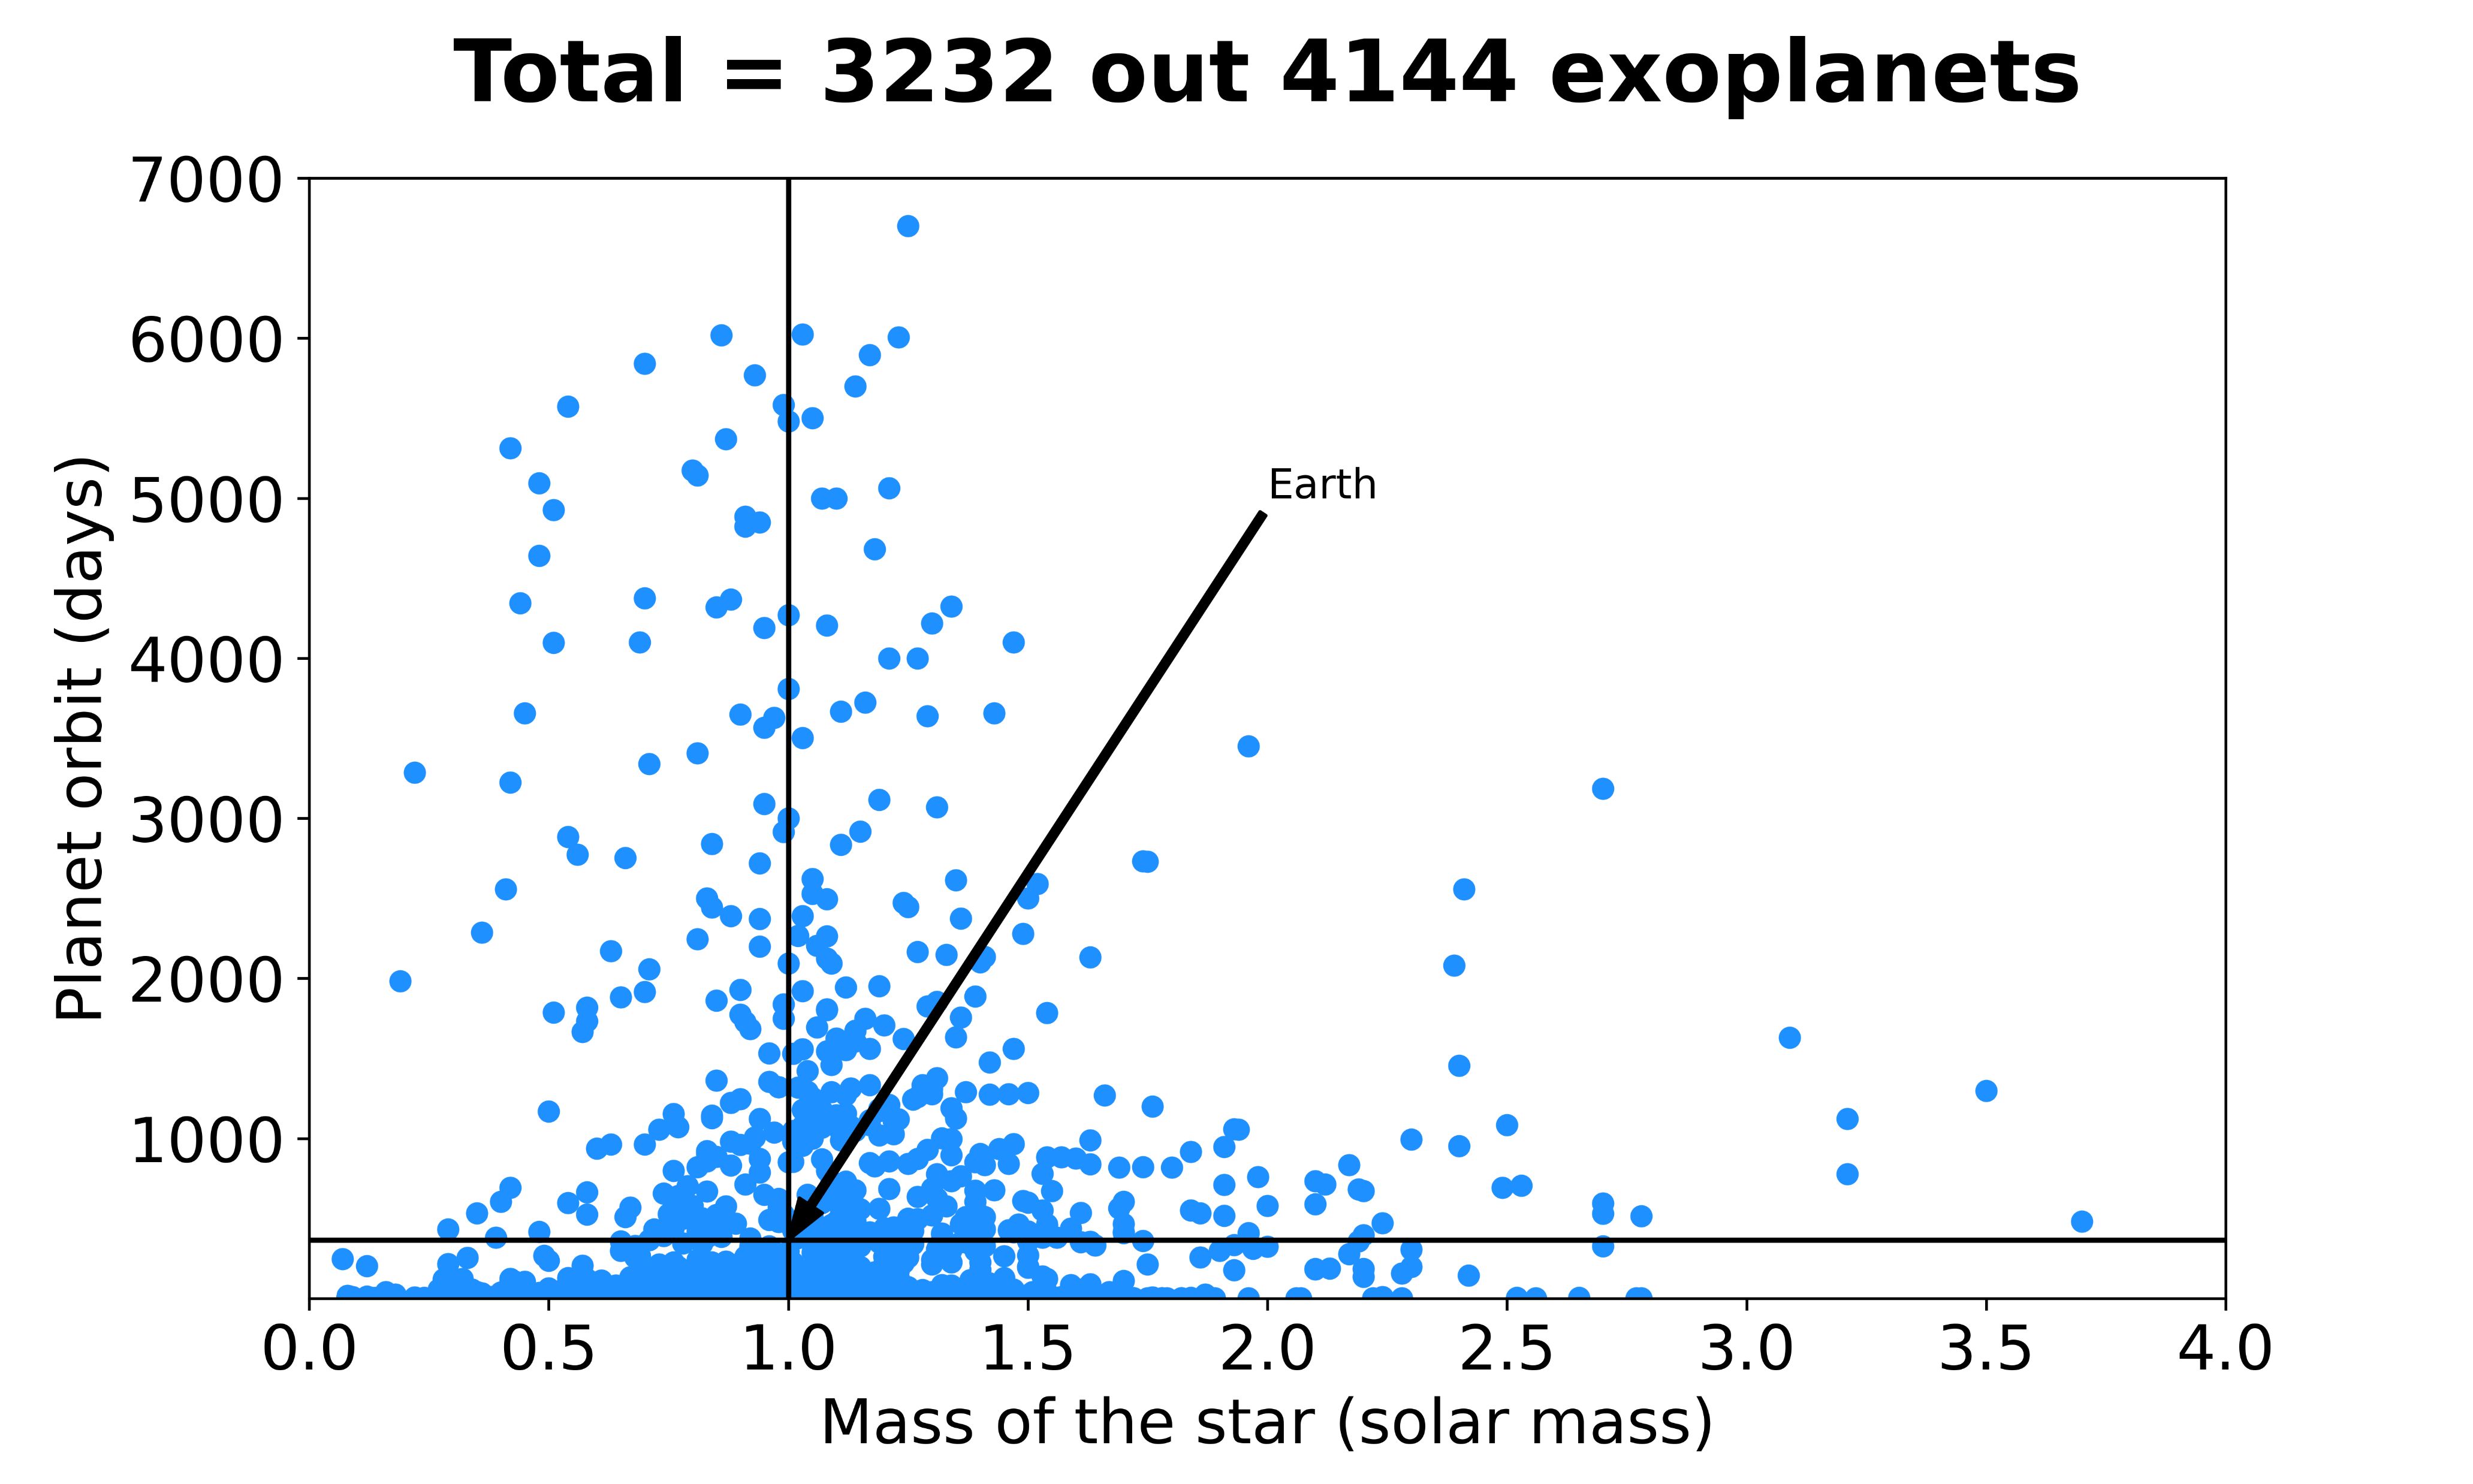 Total = 3232 out 4144 exoplanets
7000
6000
5000
4000
3000
2000
1000
Planet orbit (days)
Earth
0.0 0.5 1.0 1.5 2.0 2.5 3.0 3.5 4.0
Mass of the star (solar mass)